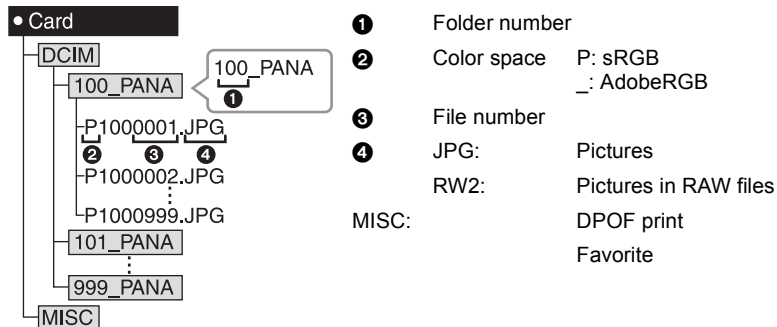 • Card
DCIM
100_PANA
100_PANA
❶
P1000001.JPG
❷ ❸ ❹
P1000002.JPG
P1000999.JPG
101_PANA
999_PANA
MISC
❶ Folder number
❷ Color space P: sRGB
_: AdobeRGB
❸ File number
❹ JPG: Pictures
RW2: Pictures in RAW files
MISC: DPOF print
Favorite